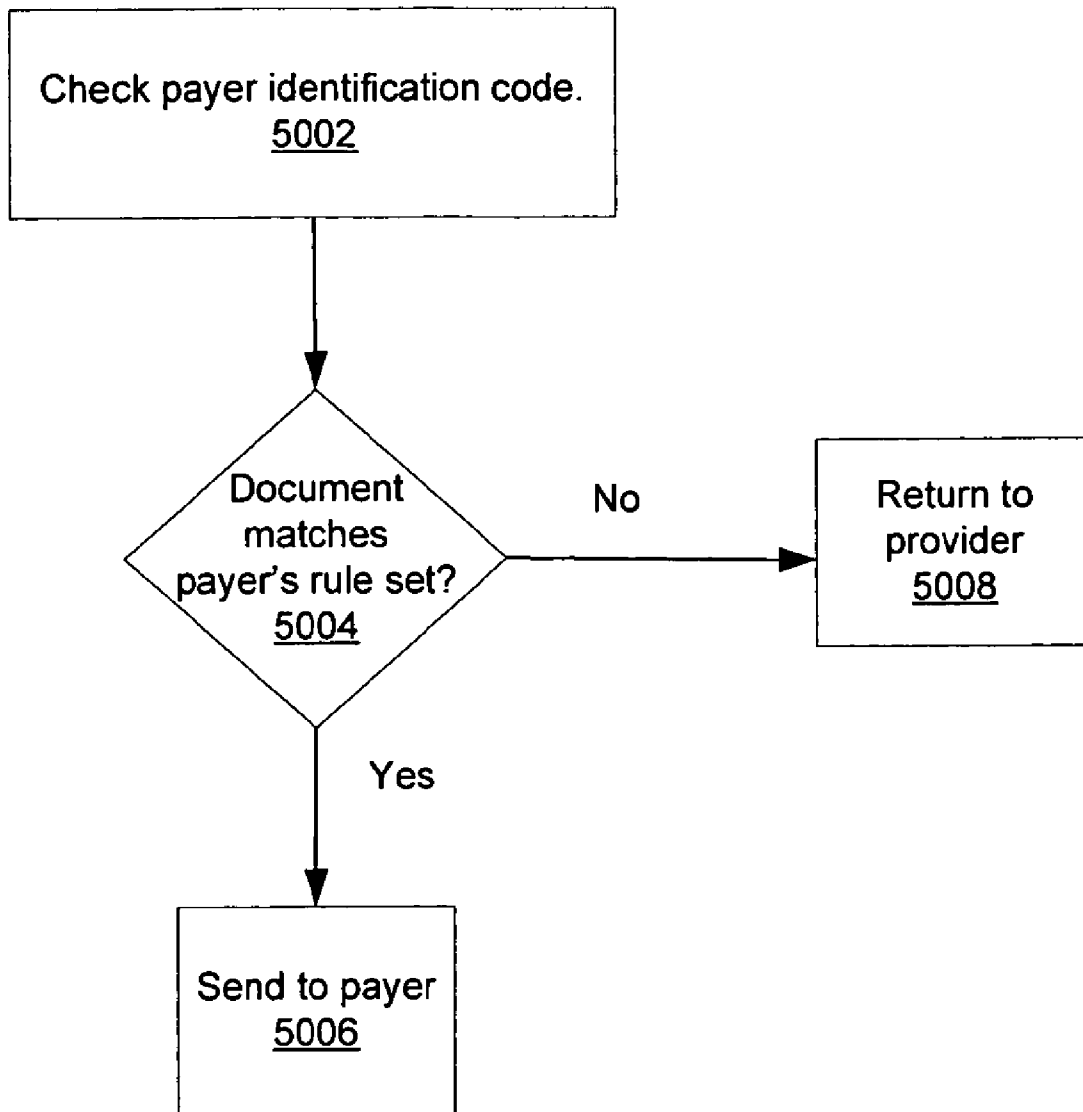 Check payer identification code.
5002
Document
matches
payer's rule set?
5004
No
Return to
provider
5008
Yes
Send to payer
5006